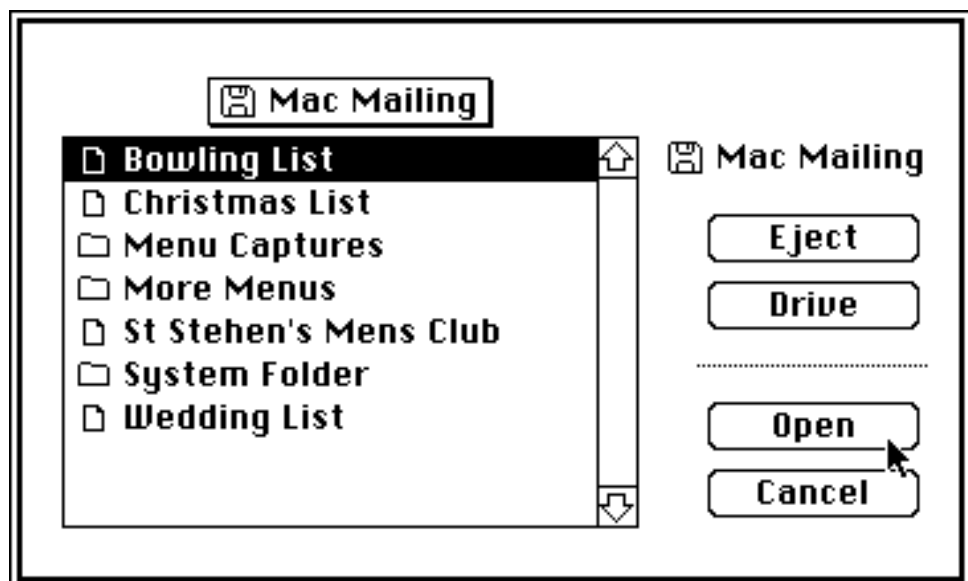 Mac Mailing
Bowling List
Christmas List
Menu Captures
More Menus
St Stehen's Mens Club
System Folder
Wedding List
Mac Mailing
Eject
Drive
Open
Cancel